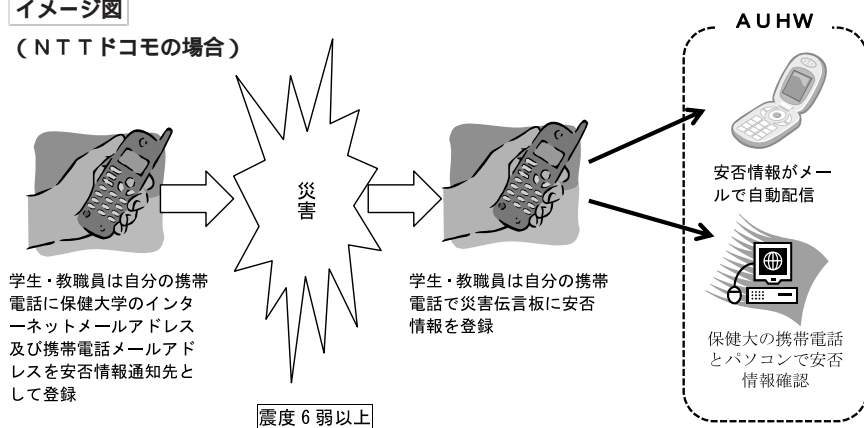 イメージ図
（ＮＴＴドコモの場合）
ＡＵＨＷ
災害
学生・教職員は自分の携帯
電話に保健大学のインタ
ーネットメールアドレス
及び携帯電話メールアド
レスを安否情報通知先と
して登録
震度６弱以上
学生・教職員は自分の携帯
電話で災害伝言板に安否
情報を登録
安否情報がメー
ルで自動配信
保健大の携帯電話
とパソコンで安否
情報確認